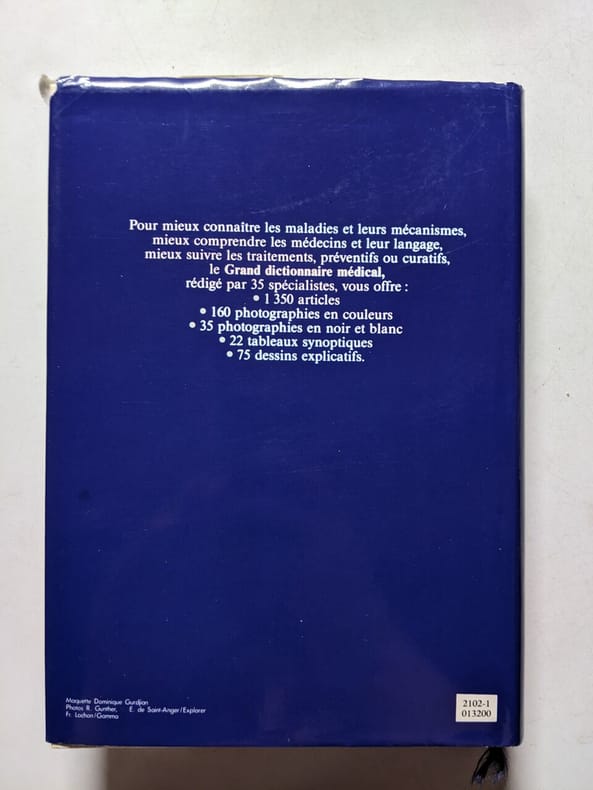 Pour mieux connaître les maladies et leurs mécanismes,
mieux comprendre les médecins et leur langage,
mieux suivre les traitements, préventifs ou curatifs,
le Grand dictionnaire médical,
rédigé par 35 spécialistes, vous offre :
• 1 350 articles
• 160 photographies en couleurs
• 35 photographies en noir et blanc
• 22 tableaux synoptiques
• 75 dessins explicatifs.
Maquette Dominique Gurdjian
Photos R. Gunther, E. de Saint-Anger/Explorer
Fr. Lochon/Gamma
2102-1
013200